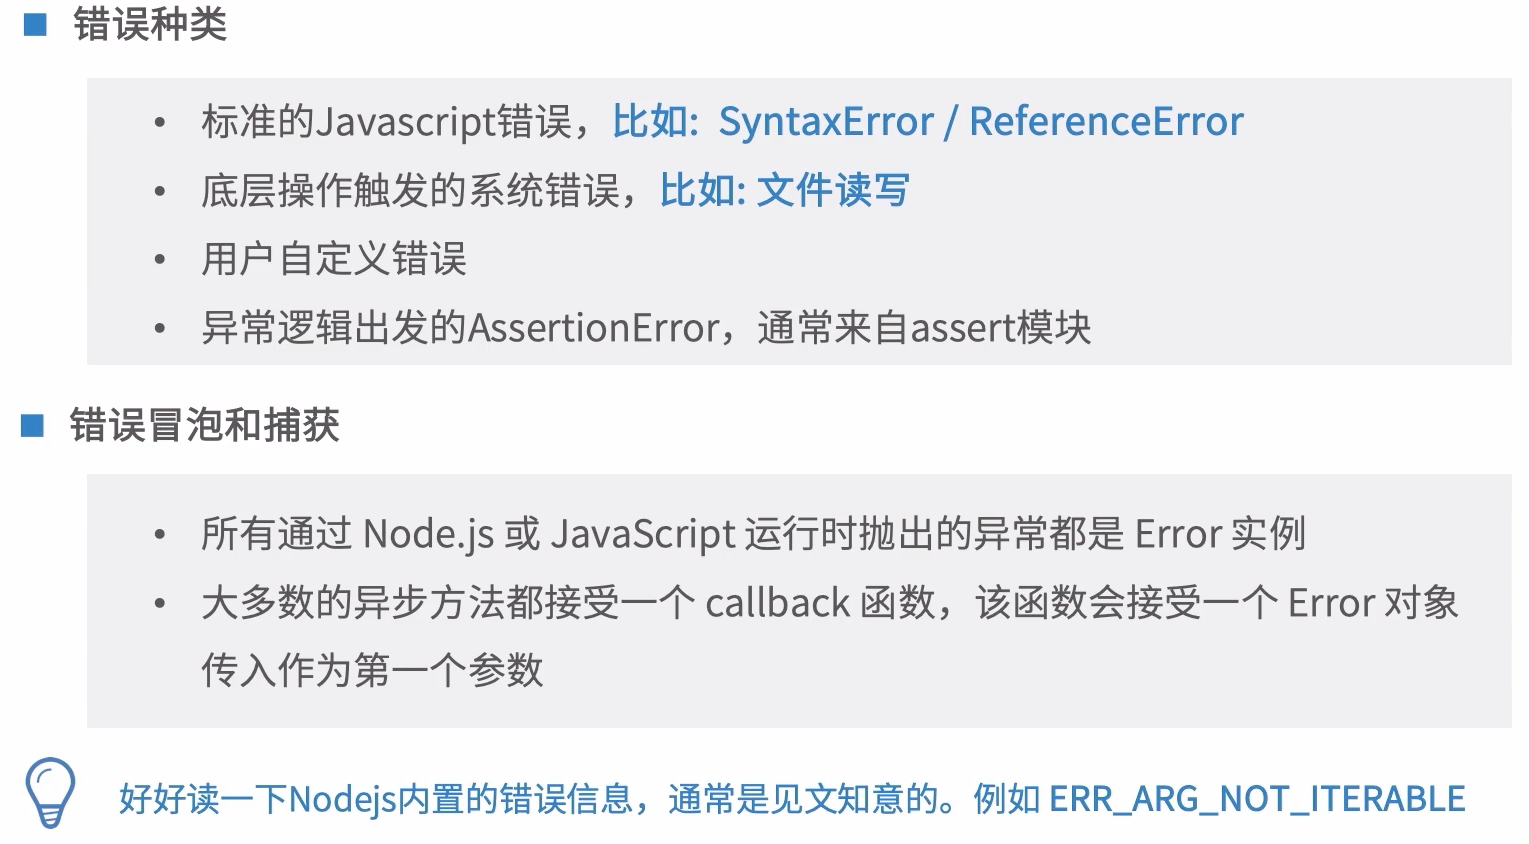 错误种类
• 标准的Javascript错误，比如: SyntaxError / ReferenceError
• 底层操作触发的系统错误，比如: 文件读写
• 用户自定义错误
• 异常逻辑出发的AssertionError，通常来自assert模块
错误冒泡和捕获
• 所有通过 Node.js 或 JavaScript 运行时抛出的异常都是 Error 实例
• 大多数的异步方法都接受一个 callback 函数，该函数会接受一个 Error 对象
传入作为第一个参数
好好读一下Nodejs内置的错误信息，通常是见文知意的。例如 ERR_ARG_NOT_ITERABLE